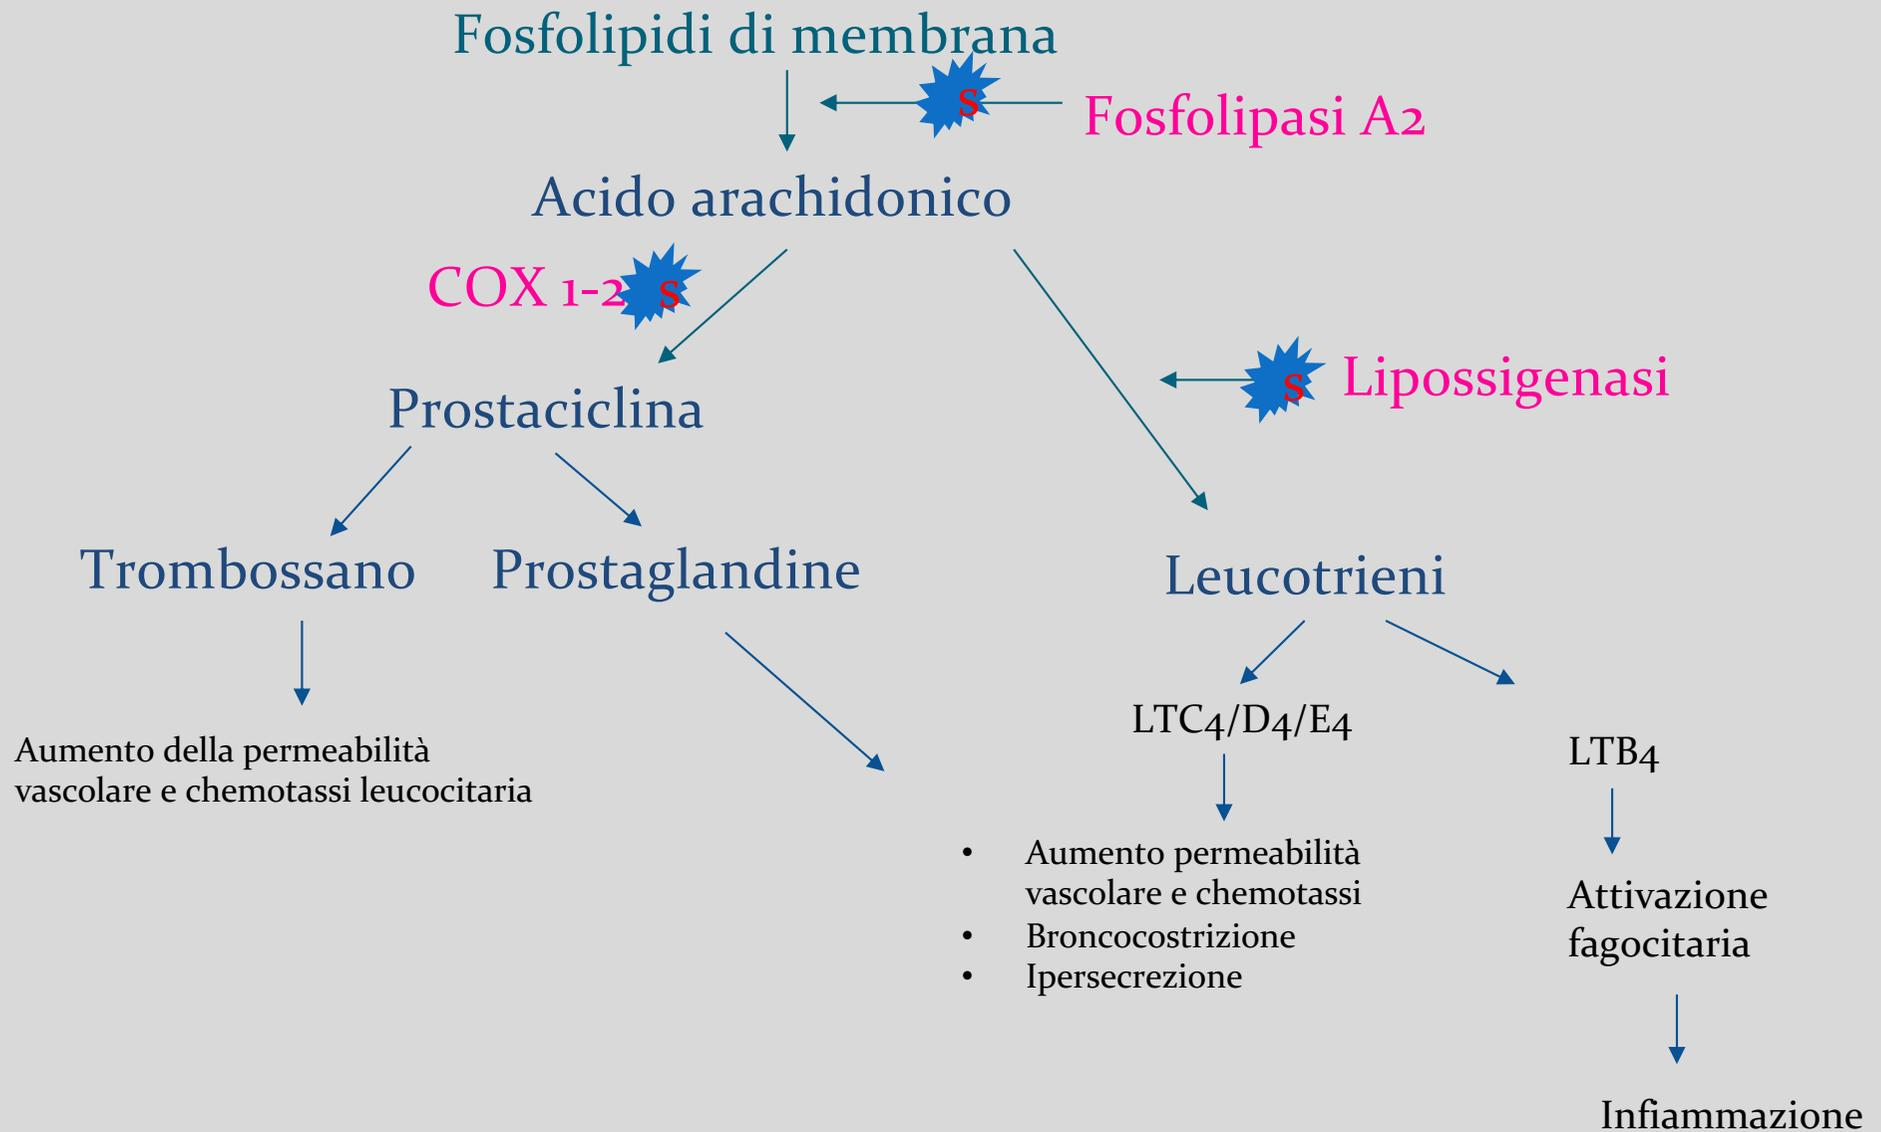 Fosfolipidi di membrana
s
Fosfolipasi A2
Acido arachidonico
COX 1-2
s
s
Lipossigenasi
Prostaciclina
Trombossano
Prostaglandine
Leucotrieni
LTC4/D4/E4
LTB4
Aumento della permeabilità
vascolare e chemotassi leucocitaria
• Aumento permeabilità
vascolare e chemotassi
• Broncocostrizione
• Ipersecrezione
Attivazione
fagocitaria
Infiammazione